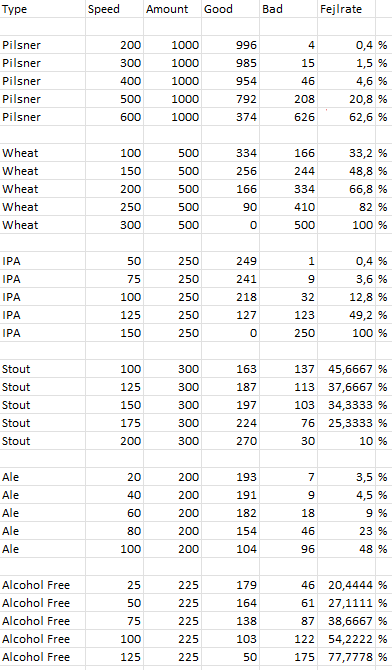 Type Speed Amount Good Bad Fejlrate
Pilsner 200 1000 996 4 0,4 %
Pilsner 300 1000 985 15 1,5 %
Pilsner 400 1000 954 46 4,6 %
Pilsner 500 1000 792 208 20,8 %
Pilsner 600 1000 374 626 62,6 %
Wheat 100 500 334 166 33,2 %
Wheat 150 500 256 244 48,8 %
Wheat 200 500 166 334 66,8 %
Wheat 250 500 90 410 82 %
Wheat 300 500 0 500 100 %
IPA 50 250 249 1 0,4 %
IPA 75 250 241 9 3,6 %
IPA 100 250 218 32 12,8 %
IPA 125 250 127 123 49,2 %
IPA 150 250 0 250 100 %
Stout 100 300 163 137 45,6667 %
Stout 125 300 187 113 37,6667 %
Stout 150 300 197 103 34,3333 %
Stout 175 300 224 76 25,3333 %
Stout 200 300 270 30 10 %
Ale 20 200 193 7 3,5 %
Ale 40 200 191 9 4,5 %
Ale 60 200 182 18 9 %
Ale 80 200 154 46 23 %
Ale 100 200 104 96 48 %
Alcohol Free 25 225 179 46 20,4444 %
Alcohol Free 50 225 164 61 27,1111 %
Alcohol Free 75 225 138 87 38,6667 %
Alcohol Free 100 225 103 122 54,2222 %
Alcohol Free 125 225 50 175 77,7778 %